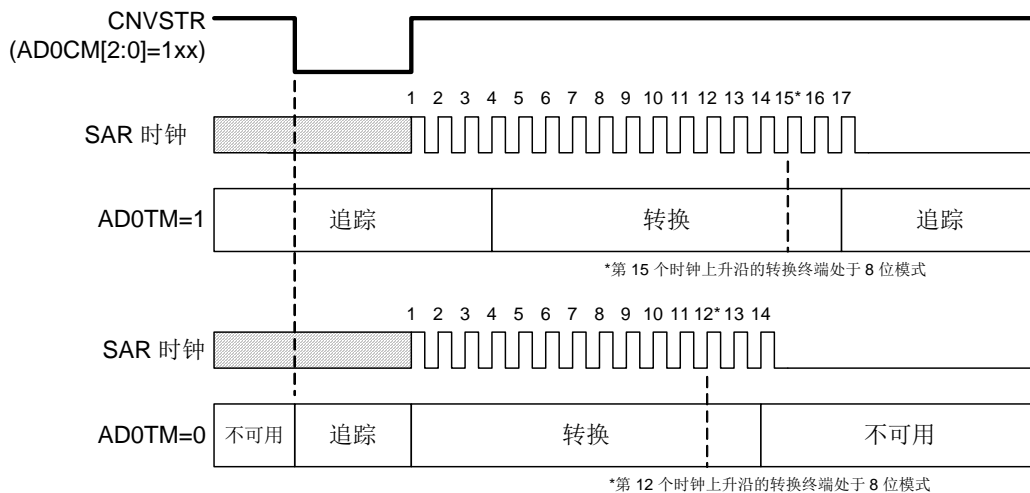 CNVSTR
(AD0CM[2:0]=1xx)
1 2 3 4 5 6 7 8 9 10 11 12 13 14 15* 16 17
SAR 时钟
AD0TM=1 追踪 转换 追踪
*第 15 个时钟上升沿的转换终端处于 8 位模式
1 2 3 4 5 6 7 8 9 10 11 12* 13 14
SAR 时钟
AD0TM=0 不可用 追踪 转换 不可用
*第 12 个时钟上升沿的转换终端处于 8 位模式